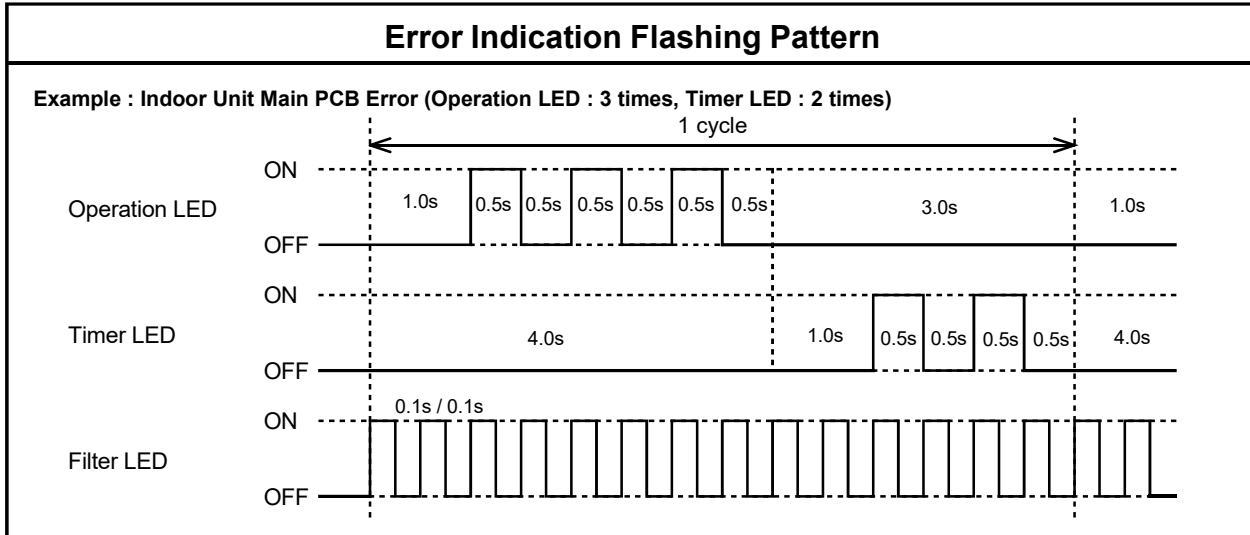 Error Indication Flashing Pattern
Example : Indoor Unit Main PCB Error (Operation LED : 3 times, Timer LED : 2 times)
1 cycle
ON
Operation LED
1.0s 0.5s 0.5s 0.5s 0.5s 0.5s 0.5s 3.0s 1.0s
OFF
ON
Timer LED
4.0s 1.0s 0.5s 0.5s 0.5s 0.5s 4.0s
OFF
0.1s / 0.1s
ON
Filter LED
OFF